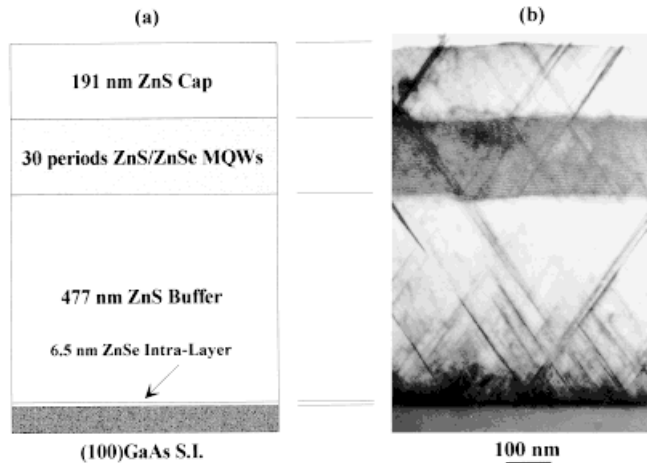 (a)
(b)
191 nm ZnS Cap
30 periods ZnS/ZnSe MQWs
477 nm ZnS Buffer
6.5 nm ZnSe Intra-Layer
(100)GaAs S.I.
100 nm